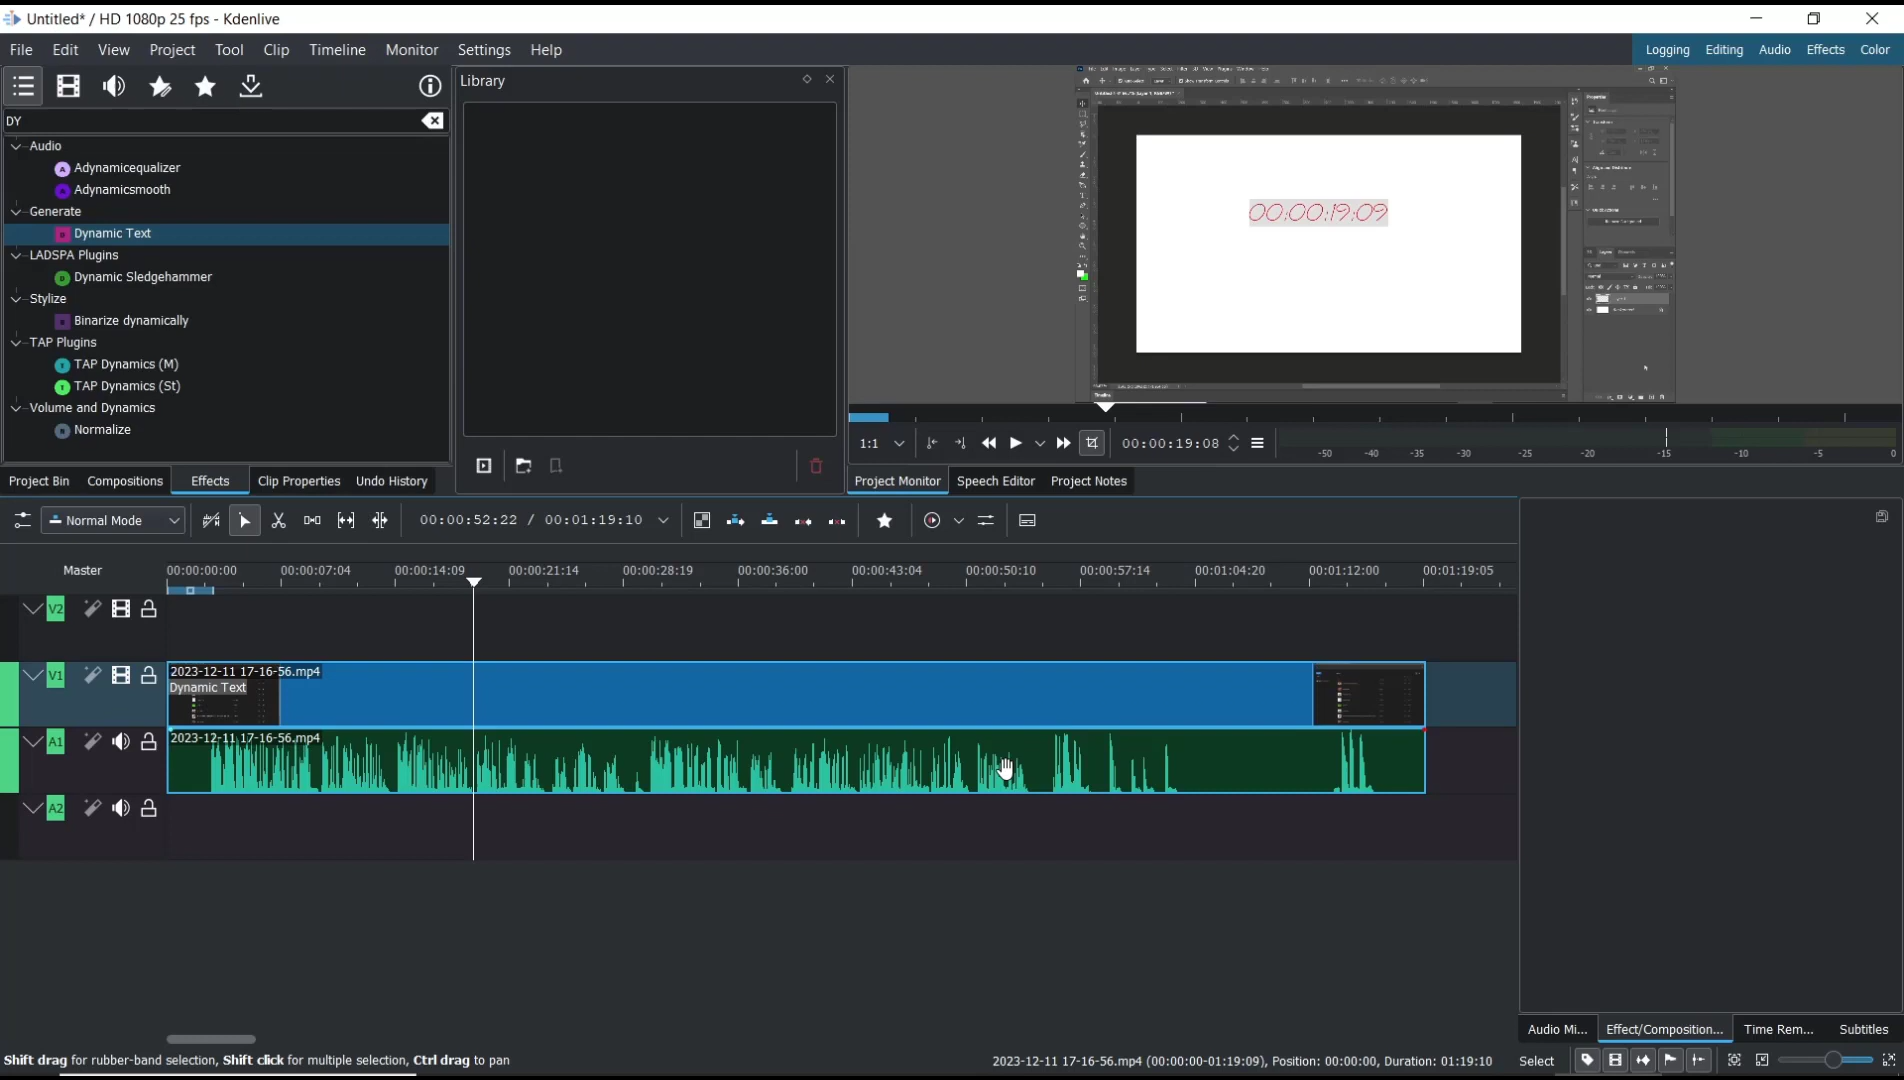 Untitled* / HD 1080p 25 fps - Kdenlive
File Edit View Project Tool Clip Timeline Monitor Settings Help
Logging Editing Audio Effects Color
DY
Audio
Adynamicequalizer
Adynamicsmooth
Generate
Dynamic Text
LADSPA Plugins
Dynamic Sledgehammer
Stylize
Binarize dynamically
TAP Plugins
TAP Dynamics (M)
TAP Dynamics (St)
Volume and Dynamics
Normalize
Project Bin Compositions Effects Clip Properties Undo History
Library
00:00:19:09
1:1 00:00:19:08
-50 -40 -35 -30 -25 -20 -15 -10 -5 0
Project Monitor Speech Editor Project Notes
Normal Mode 00:00:52:22 / 00:01:19:10
Master 00:00:00:00 00:00:07:04 00:00:14:09 00:00:21:14 00:00:28:19 00:00:36:00 00:00:43:04 00:00:50:10 00:00:57:14 00:01:04:20 00:01:12:00 00:01:19:05
V2
V1
2023-12-11 17-16-56.mp4
Dynamic Text
A1
2023-12-11 17-16-56.mp4
A2
Audio Mi... Effect/Composition... Time Rem... Subtitles
Shift drag for rubber-band selection, Shift click for multiple selection, Ctrl drag to pan
2023-12-11 17-16-56.mp4 (00:00:00-01:19:09), Position: 00:00:00, Duration: 01:19:10 Select